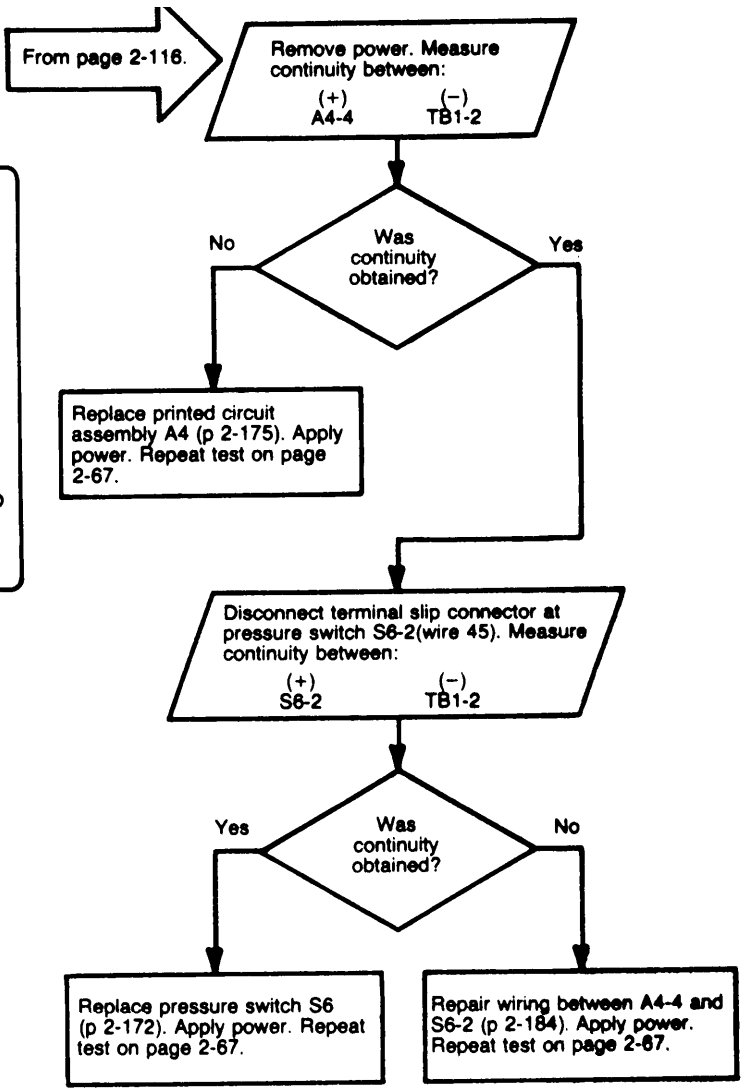 From page 2-116.
Remove power. Measure
continuity between:
(+) (−)
A4-4 TB1-2
Was
continuity
obtained?
No
Yes
Replace printed circuit
assembly A4 (p 2-175). Apply
power. Repeat test on page
2-67.
Disconnect terminal slip connector at
pressure switch S6-2(wire 45). Measure
continuity between:
(+) (−)
S6-2 TB1-2
Was
continuity
obtained?
Yes
No
Replace pressure switch S6
(p 2-172). Apply power. Repeat
test on page 2-67.
Repair wiring between A4-4 and
S6-2 (p 2-184). Apply power.
Repeat test on page 2-67.